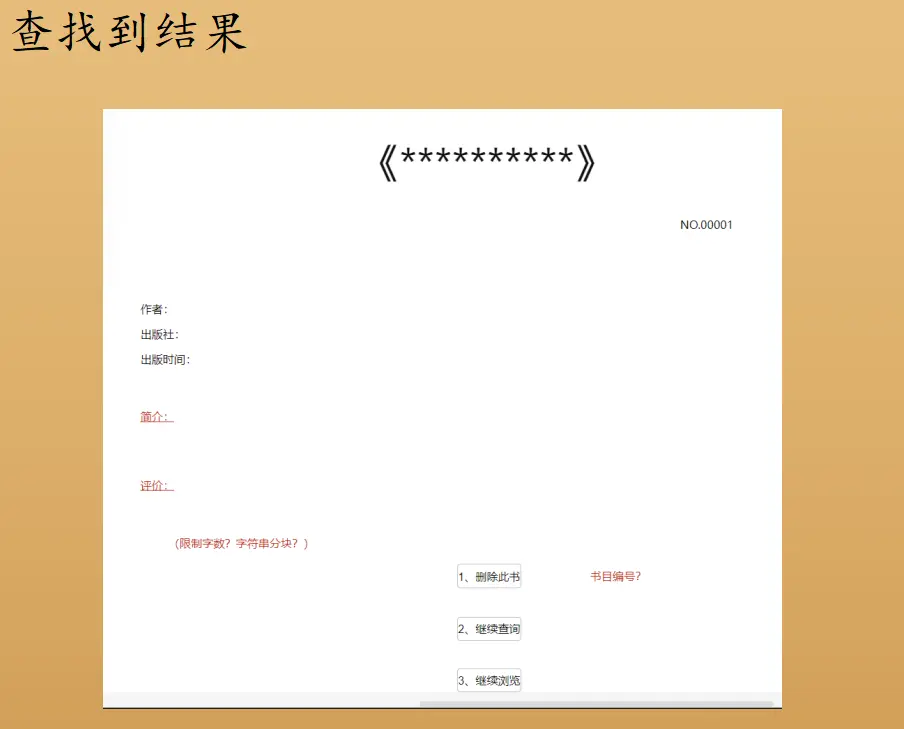 查找到结果
《**********》
NO.00001
作者：
出版社：
出版时间：
简介：
评价：
（限制字数？字符串分块？）
1、删除此书 书目编号?
2、继续查询
3、继续浏览